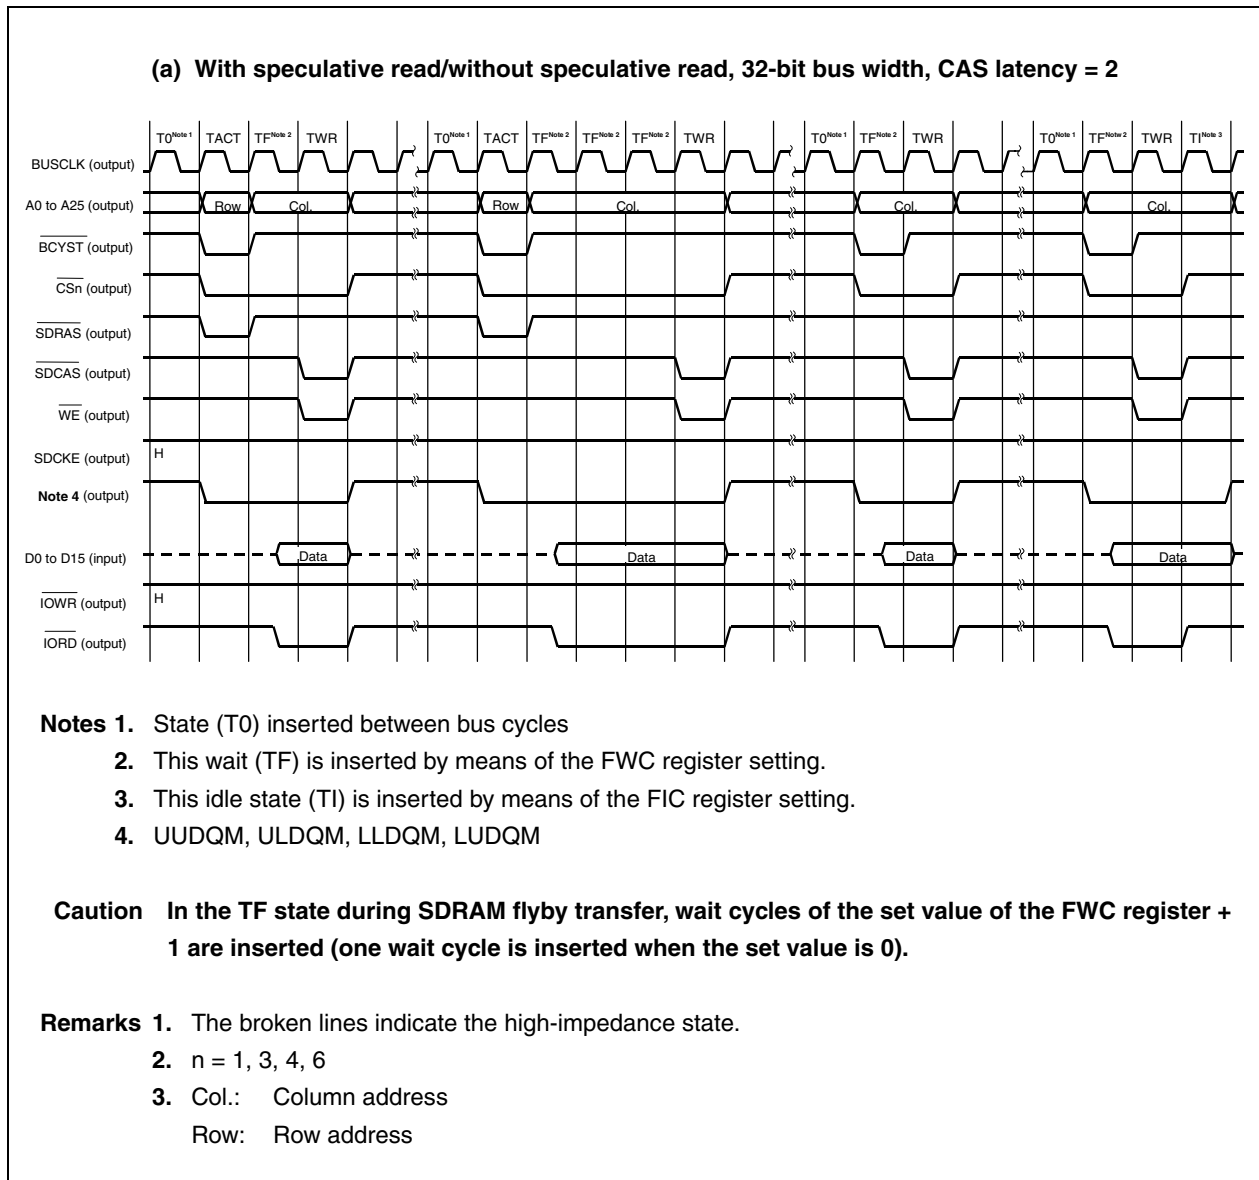 (a) With speculative read/without speculative read, 32-bit bus width, CAS latency = 2
T0Note 1 TACT TFNote 2 TWR T0Note 1 TACT TFNote 2 TFNote 2 TFNote 2 TWR T0Note 1 TFNote 2 TWR T0Note 1 TFNotw 2 TWR TINote 3
BUSCLK (output)
A0 to A25 (output) Row Col. Row Col. Col. Col.
BCYST (output)
CSn (output)
SDRAS (output)
SDCAS (output)
WE (output)
SDCKE (output) H
Note 4 (output)
D0 to D15 (input) Data Data Data Data
IOWR (output) H
IORD (output)
Notes 1. State (T0) inserted between bus cycles
2. This wait (TF) is inserted by means of the FWC register setting.
3. This idle state (TI) is inserted by means of the FIC register setting.
4. UUDQM, ULDQM, LLDQM, LUDQM
Caution In the TF state during SDRAM flyby transfer, wait cycles of the set value of the FWC register +
1 are inserted (one wait cycle is inserted when the set value is 0).
Remarks 1. The broken lines indicate the high-impedance state.
2. n = 1, 3, 4, 6
3. Col.: Column address
Row: Row address